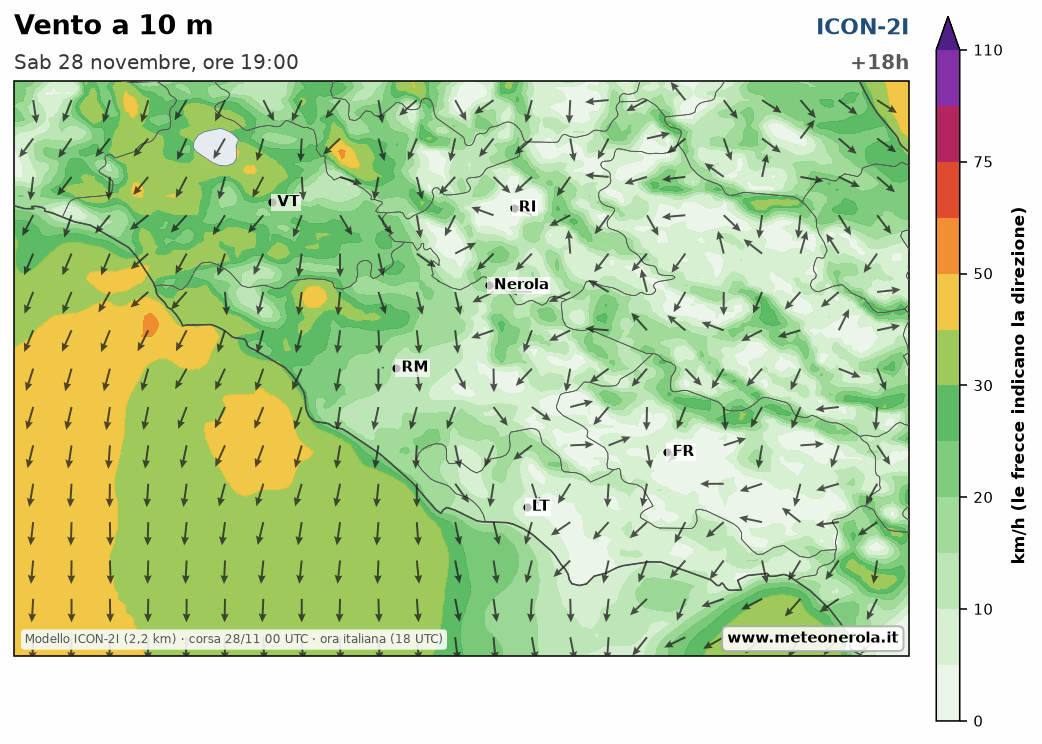 Vento a 10 m
ICON-2I
Sab 28 novembre, ore 19:00
+18h
110
75
50
30
20
10
0
km/h (le frecce indicano la direzione)
VT
RI
Nerola
RM
FR
LT
Modello ICON-2I (2,2 km) · corsa 28/11 00 UTC · ora italiana (18 UTC)
www.meteonerola.it